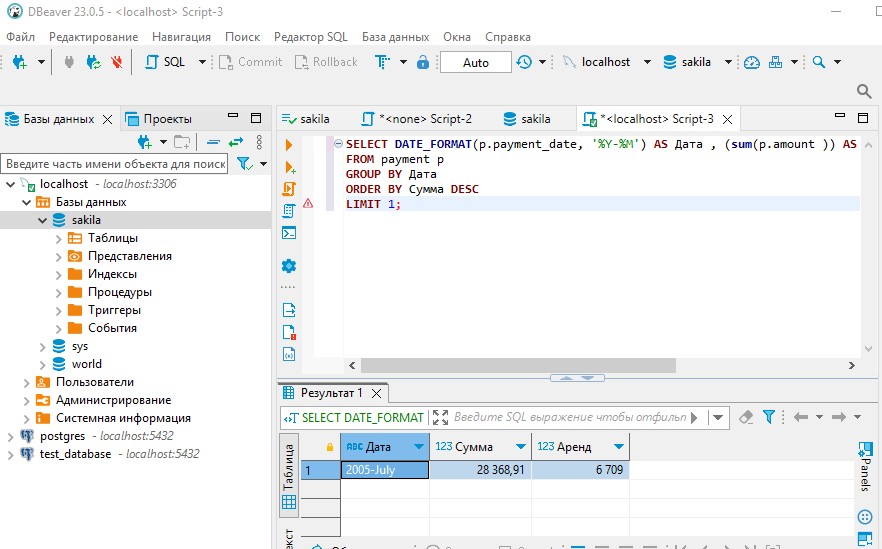 DBeaver 23.0.5 - <localhost> Script-3
Файл Редактирование Навигация Поиск Редактор SQL База данных Окна Справка
SQL Commit Rollback Auto localhost sakila
Базы данных Проекты
Введите часть имени объекта для поиск
localhost - localhost:3306
Базы данных
sakila
Таблицы
Представления
Индексы
Процедуры
Триггеры
События
sys
world
Пользователи
Администрирование
Системная информация
postgres - localhost:5432
test_database - localhost:5432
sakila *<none> Script-2 sakila *<localhost> Script-3
SELECT DATE_FORMAT(p.payment_date, '%Y-%M') AS Дата , (sum(p.amount )) AS
FROM payment p
GROUP BY Дата
ORDER BY Сумма DESC
LIMIT 1;
Результат 1
SELECT DATE_FORMAT Введите SQL выражение чтобы отфильт
Таблица
ABC Дата 123 Сумма 123 Аренд
1 2005-July 28 368,91 6 709
Panels